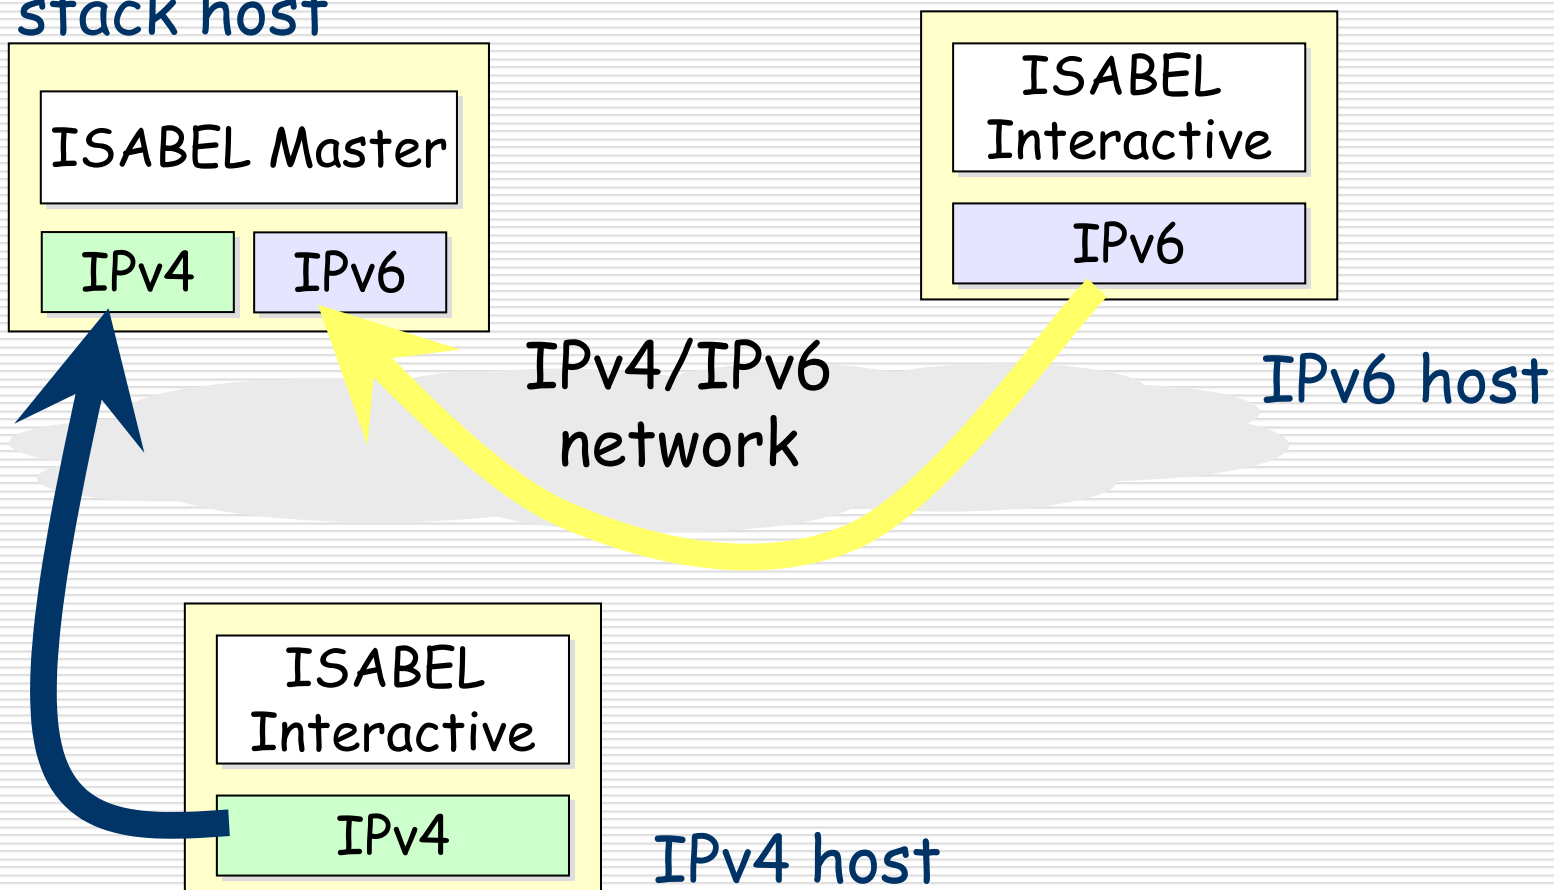 stack host
ISABEL Master
IPv4
IPv6
ISABEL
Interactive
IPv6
IPv4/IPv6
network
IPv6 host
ISABEL
Interactive
IPv4
IPv4 host